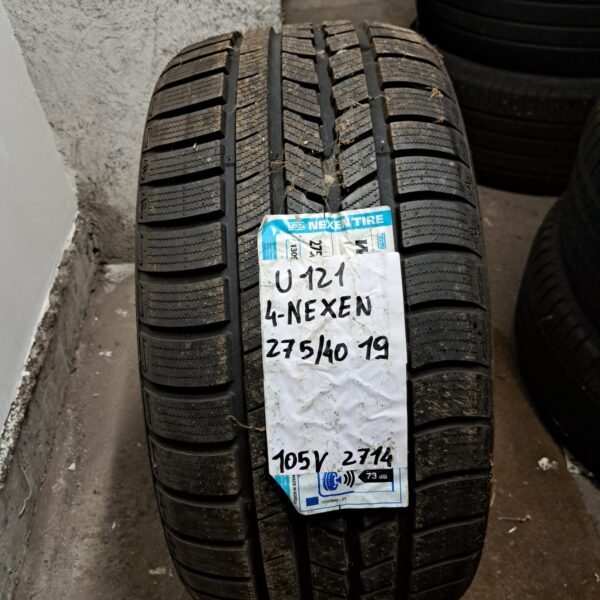 NEXEN TIRE
U 121
4-NEXEN
275/40 19
105V 2714
73 dB